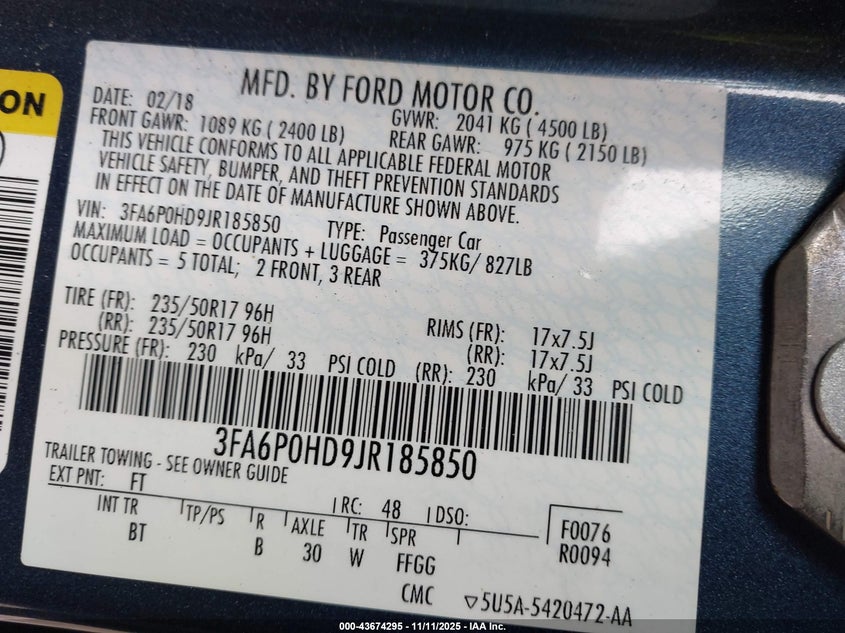 ON
MFD. BY FORD MOTOR CO.
DATE: 02/18 GVWR: 2041 KG ( 4500 LB)
FRONT GAWR: 1089 KG ( 2400 LB) REAR GAWR: 975 KG ( 2150 LB)
THIS VEHICLE CONFORMS TO ALL APPLICABLE FEDERAL MOTOR
VEHICLE SAFETY, BUMPER, AND THEFT PREVENTION STANDARDS
IN EFFECT ON THE DATE OF MANUFACTURE SHOWN ABOVE.
VIN: 3FA6P0HD9JR185850 TYPE: Passenger Car
MAXIMUM LOAD = OCCUPANTS + LUGGAGE = 375KG/ 827LB
OCCUPANTS = 5 TOTAL; 2 FRONT, 3 REAR
TIRE (FR): 235/50R17 96H RIMS (FR): 17x7.5J
(RR): 235/50R17 96H (RR): 17x7.5J
PRESSURE (FR): 230 kPa/ 33 PSI COLD (RR): 230 kPa/ 33 PSI COLD
3FA6P0HD9JR185850
TRAILER TOWING - SEE OWNER GUIDE
EXT PNT: FT RC: 48 DSO:
INT TR TP/PS R AXLE TR SPR F0076
BT B 30 W FFGG R0094
CMC ▽5U5A-5420472-AA
000-43674295 - 11/11/2025 - IAA Inc.